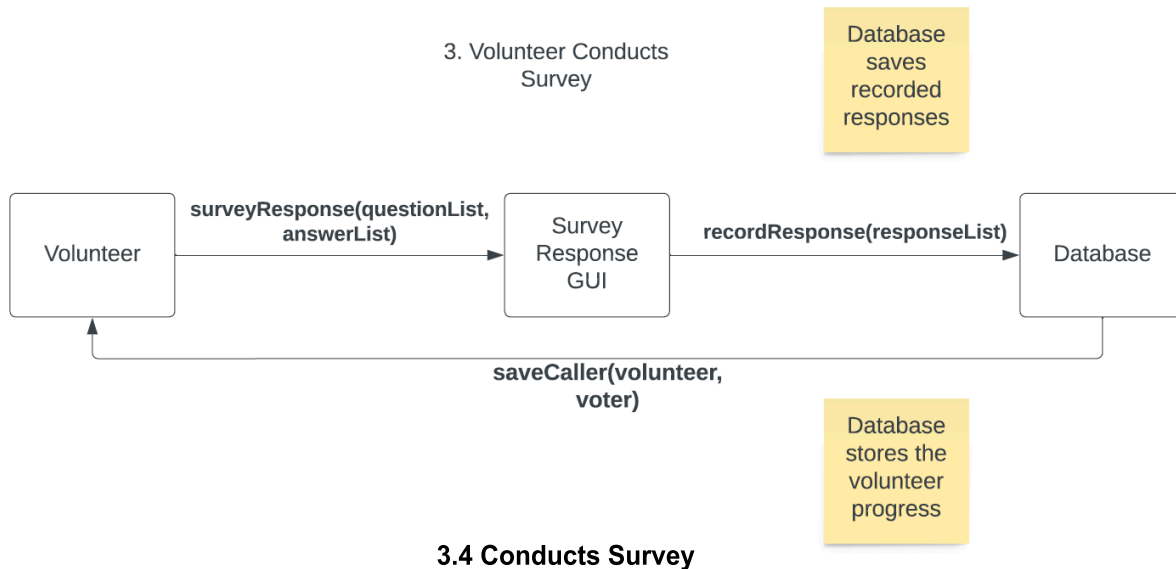 3. Volunteer Conducts
Survey
Database
saves
recorded
responses
Volunteer
surveyResponse(questionList,
answerList)
Survey
Response
GUI
recordResponse(responseList)
Database
saveCaller(volunteer,
voter)
Database
stores the
volunteer
progress
3.4 Conducts Survey